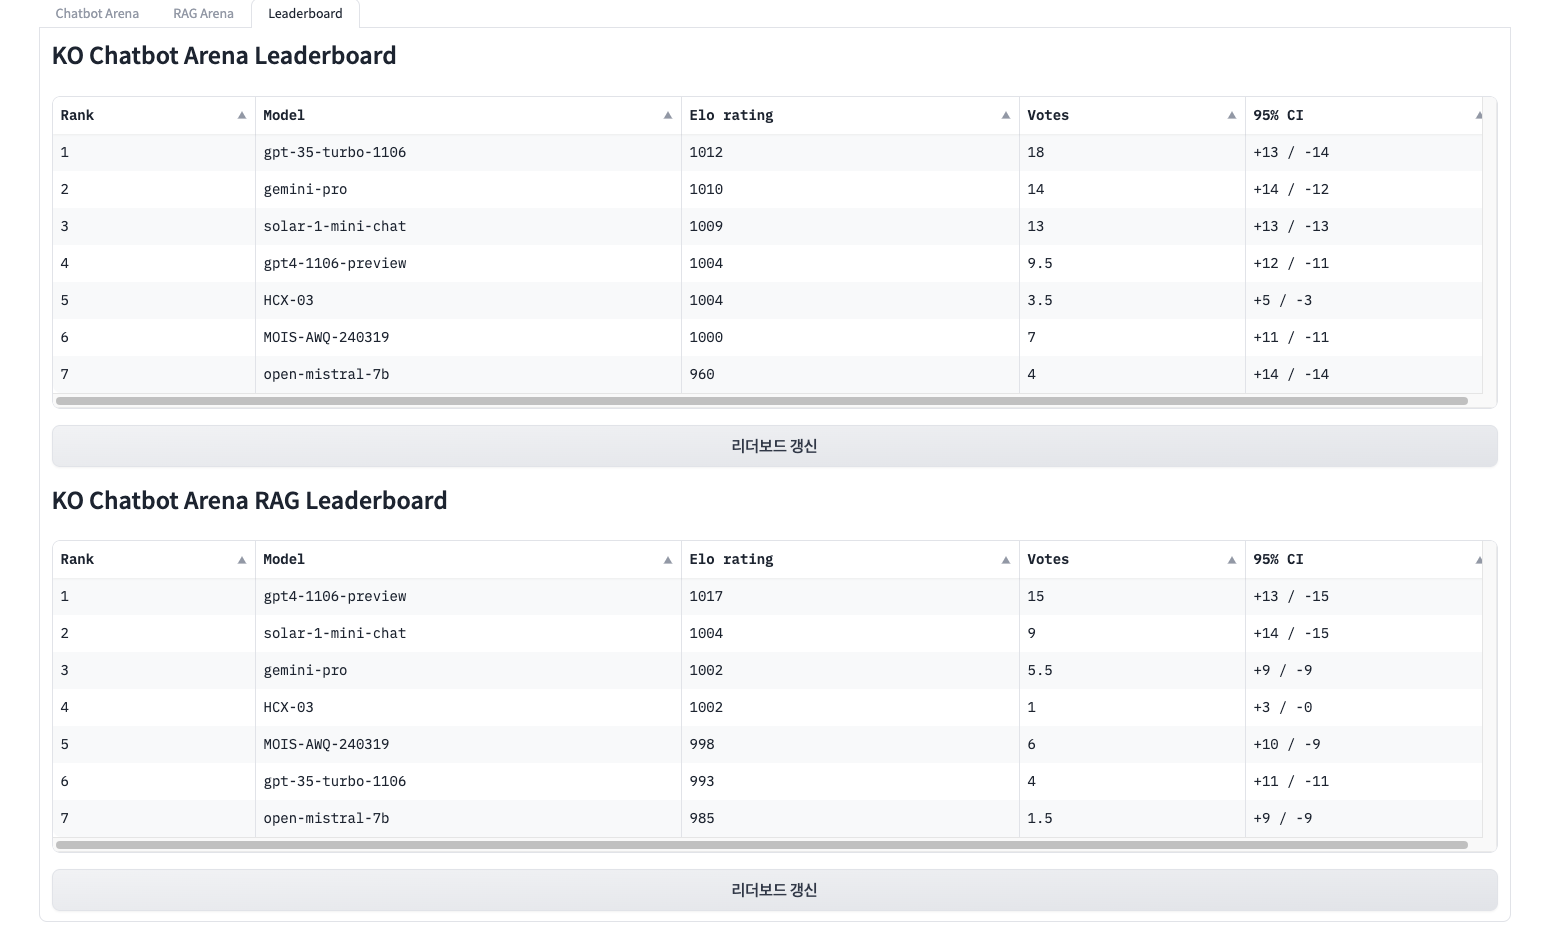 Chatbot Arena RAG Arena Leaderboard
KO Chatbot Arena Leaderboard
Rank ▲ Model ▲ Elo rating ▲ Votes ▲ 95% CI ▲
1 gpt-35-turbo-1106 1012 18 +13 / -14
2 gemini-pro 1010 14 +14 / -12
3 solar-1-mini-chat 1009 13 +13 / -13
4 gpt4-1106-preview 1004 9.5 +12 / -11
5 HCX-03 1004 3.5 +5 / -3
6 MOIS-AWQ-240319 1000 7 +11 / -11
7 open-mistral-7b 960 4 +14 / -14
리더보드 갱신
KO Chatbot Arena RAG Leaderboard
Rank ▲ Model ▲ Elo rating ▲ Votes ▲ 95% CI ▲
1 gpt4-1106-preview 1017 15 +13 / -15
2 solar-1-mini-chat 1004 9 +14 / -15
3 gemini-pro 1002 5.5 +9 / -9
4 HCX-03 1002 1 +3 / -0
5 MOIS-AWQ-240319 998 6 +10 / -9
6 gpt-35-turbo-1106 993 4 +11 / -11
7 open-mistral-7b 985 1.5 +9 / -9
리더보드 갱신